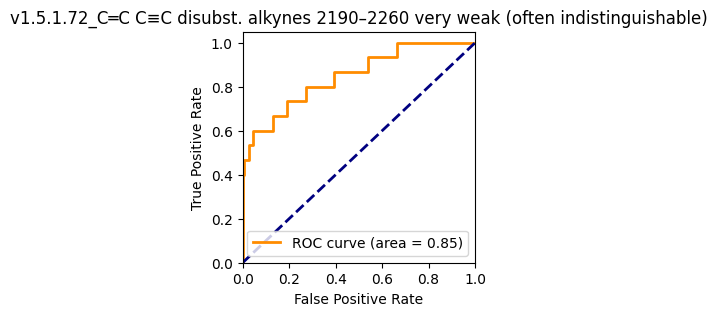 v1.5.1.72_C═C C≡C disubst. alkynes 2190–2260 very weak (often indistinguishable)
True Positive Rate
1.0
0.8
0.6
0.4
0.2
0.0
ROC curve (area = 0.85)
0.0 0.2 0.4 0.6 0.8 1.0
False Positive Rate